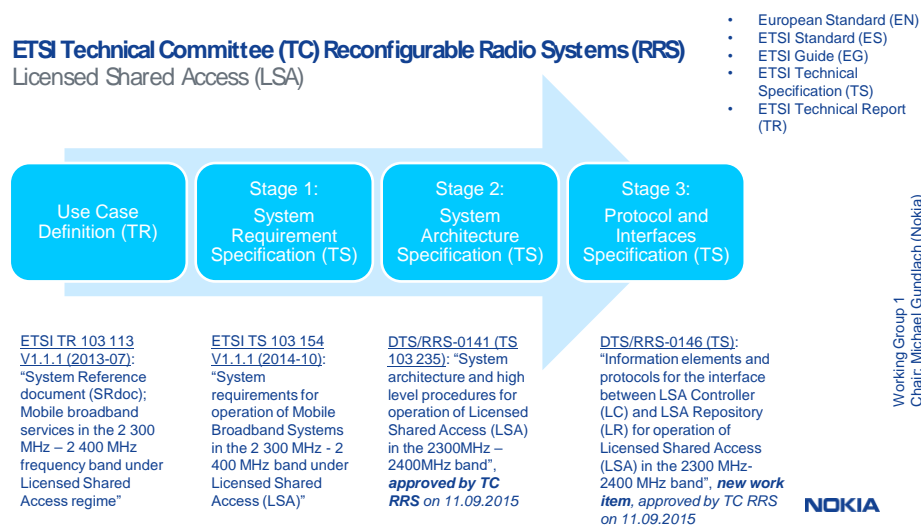 ETSI Technical Committee (TC) Reconfigurable Radio Systems (RRS)
Licensed Shared Access (LSA)
• European Standard (EN)
• ETSI Standard (ES)
• ETSI Guide (EG)
• ETSI Technical
Specification (TS)
• ETSI Technical Report
(TR)
Use Case
Definition (TR)
Stage 1:
System
Requirement
Specification (TS)
Stage 2:
System
Architecture
Specification (TS)
Stage 3:
Protocol and
Interfaces
Specification (TS)
ETSI TR 103 113
V1.1.1 (2013-07):
“System Reference
document (SRdoc);
Mobile broadband
services in the 2 300
MHz – 2 400 MHz
frequency band under
Licensed Shared
Access regime”
ETSI TS 103 154
V1.1.1 (2014-10):
“System
requirements for
operation of Mobile
Broadband Systems
in the 2 300 MHz - 2
400 MHz band under
Licensed Shared
Access (LSA)”
DTS/RRS-0141 (TS
103 235): “System
architecture and high
level procedures for
operation of Licensed
Shared Access (LSA)
in the 2300MHz –
2400MHz band”,
approved by TC
RRS on 11.09.2015
DTS/RRS-0146 (TS):
“Information elements and
protocols for the interface
between LSA Controller
(LC) and LSA Repository
(LR) for operation of
Licensed Shared Access
(LSA) in the 2300 MHz-
2400 MHz band”, new work
item, approved by TC RRS
on 11.09.2015
Working Group 1
Chair: Michael Gundlach (Nokia)
NOKIA